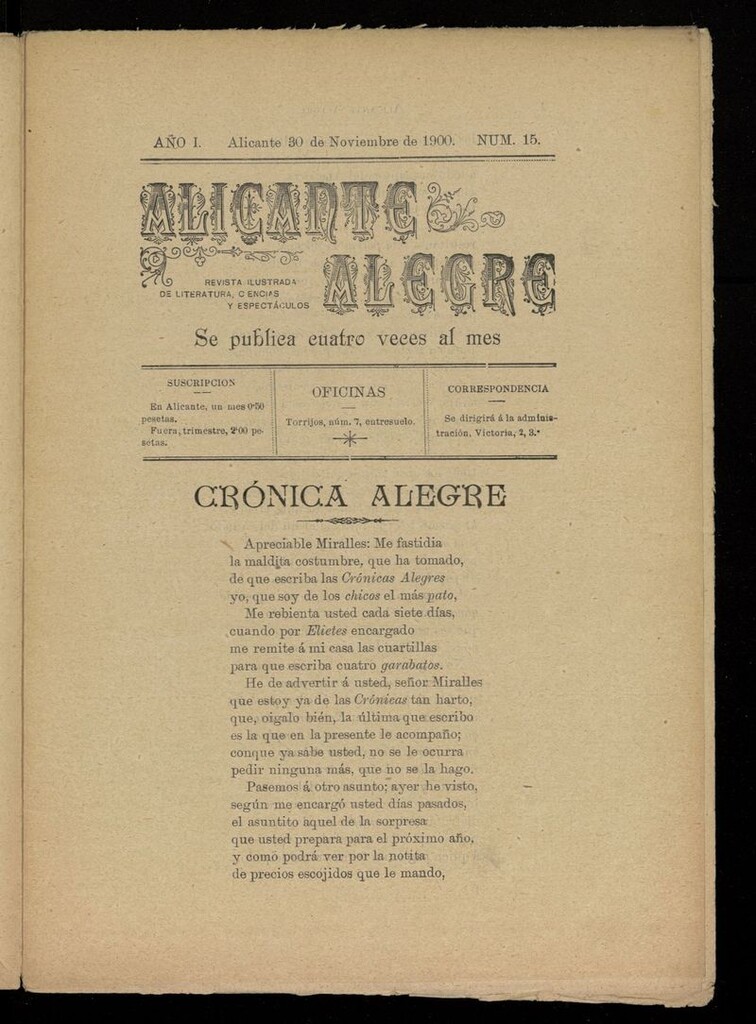 AÑO I. Alicante 30 de Noviembre de 1900. NUM. 15.
ALICANTE
ALEGRE
REVISTA ILUSTRADA
DE LITERATURA, CIENCIAS
Y ESPECTÁCULOS
Se publica cuatro veces al mes
SUSCRIPCION
En Alicante, un mes 0'50
pesetas.
Fuera, trimestre, 2'00 pe-
setas.
OFICINAS
Torrijos, núm. 7, entresuelo.
CORRESPONDENCIA
Se dirigirá á la adminis-
tración, Victoria, 2, 3.º
CRÓNICA ALEGRE
Apreciable Miralles: Me fastidia
la maldita costumbre, que ha tomado,
de que escriba las Crónicas Alegres
yo, que soy de los chicos el más pato,
Me rebienta usted cada siete días,
cuando por Elietes encargado
me remite á mi casa las cuartillas
para que escriba cuatro garabatos.
He de advertir á usted, señor Miralles
que estoy ya de las Crónicas tan harto,
que, oigalo bién, la última que escribo
es la que en la presente le acompaño;
conque ya sabe usted, no se le ocurra
pedir ninguna más, que no se la hago.
Pasemos á otro asunto; ayer he visto,
según me encargó usted días pasados,
el asuntito aquel de la sorpresa
que usted prepara para el próximo año,
y como podrá ver por la notita
de precios escojidos que le mando,